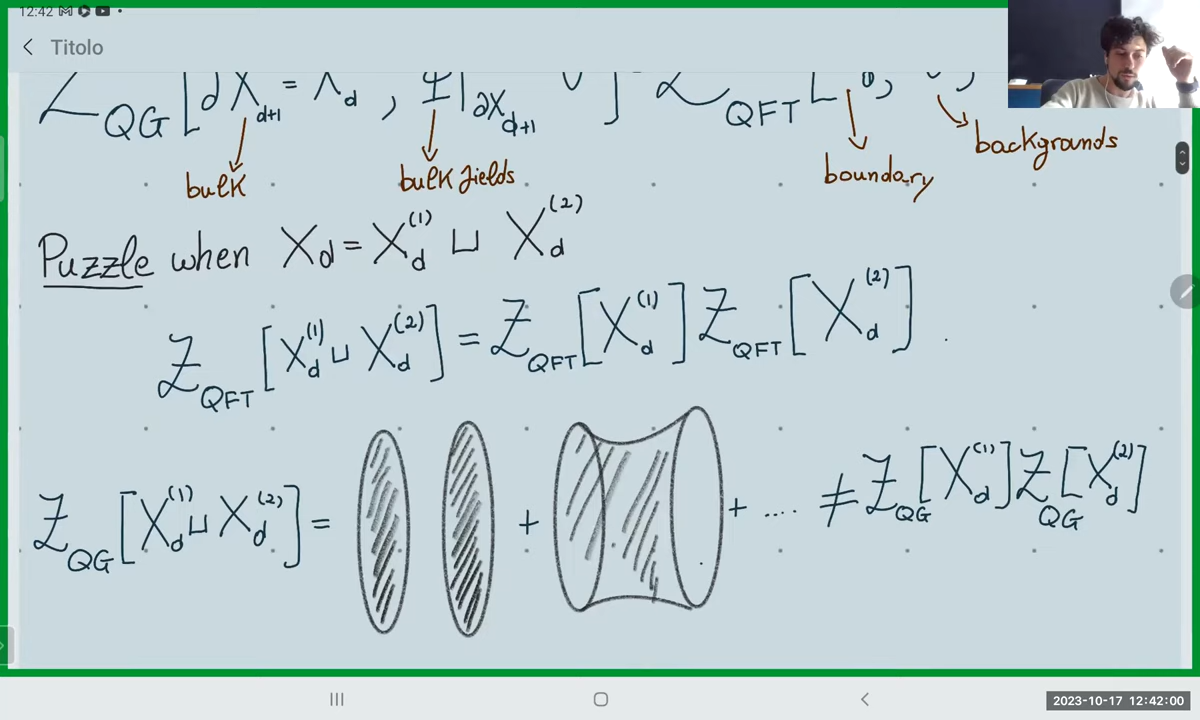 12:42
Titolo
Z_QG [∂X_{d+1} = X_d , Ψ|_{∂X_{d+1}} ] Z_QFT [
bulk bulk fields boundary backgrounds
Puzzle when X_d = X_d^{(1)} ⊔ X_d^{(2)}
Z_QFT [X_d^{(1)} ⊔ X_d^{(2)}] = Z_QFT [X_d^{(1)}] Z_QFT [X_d^{(2)}] .
Z_QG [X_d^{(1)} ⊔ X_d^{(2)}] = + + .... ≠ Z_QG [X_d^{(1)}] Z_QG [X_d^{(2)}]
2023-10-17 12:42:00